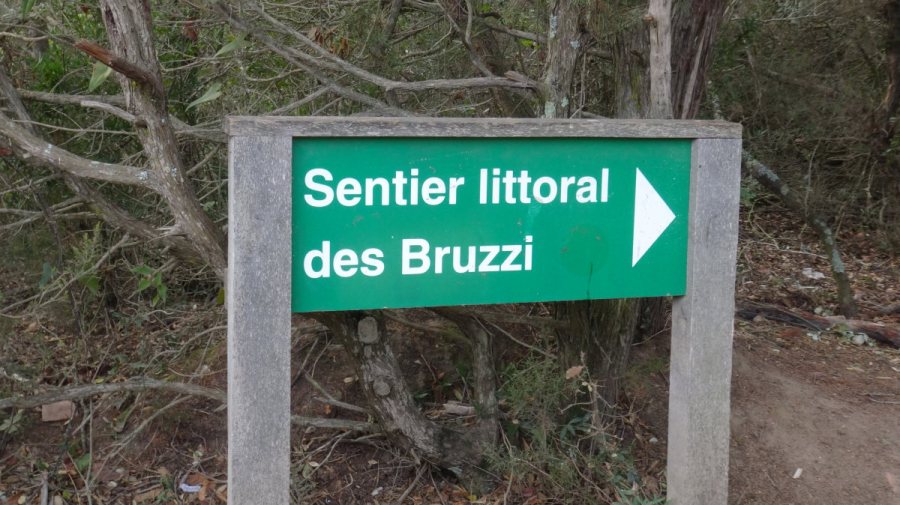 Sentier littoral
des Bruzzi